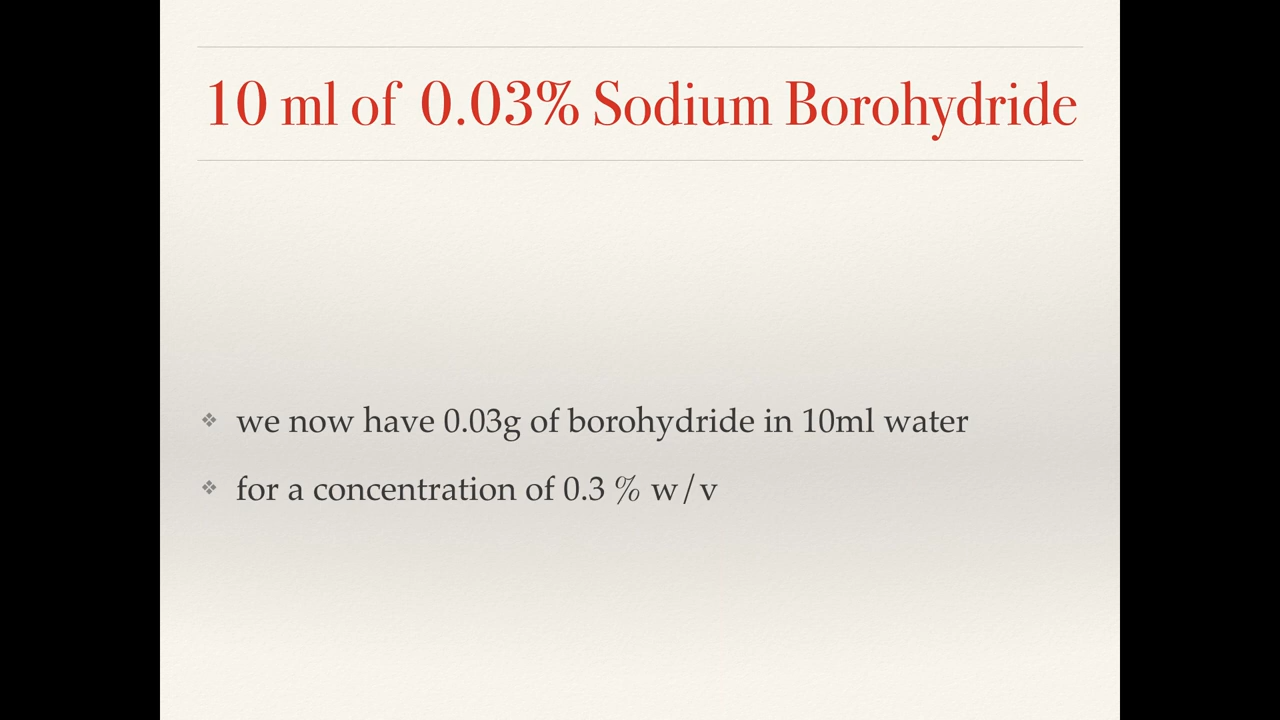 10 ml of 0.03% Sodium Borohydride
❖ we now have 0.03g of borohydride in 10ml water
❖ for a concentration of 0.3 % w/v